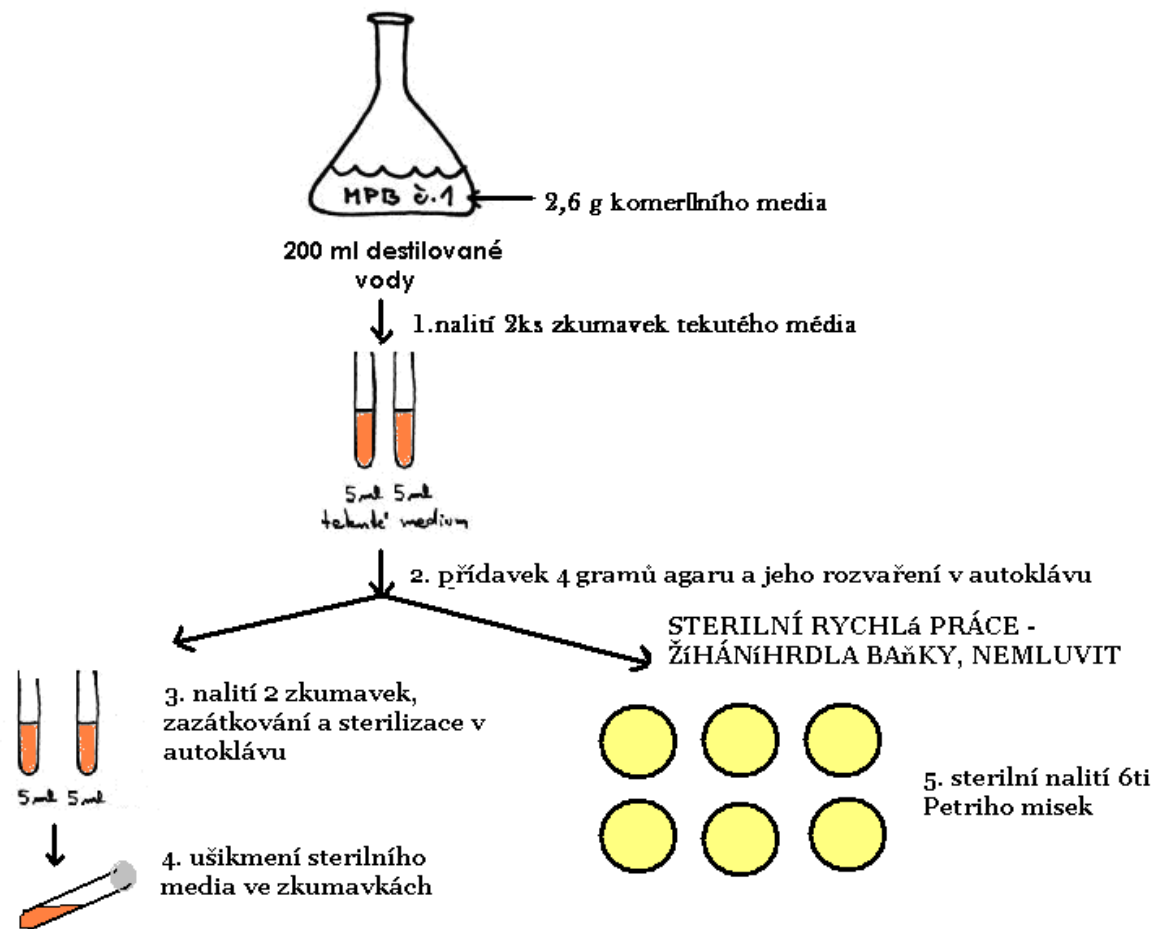 MPB č.1
2,6 g komerčního media
200 ml destilované
vody
1.nalití 2ks zkumavek tekutého média
5ml 5ml
tekuté medium
2. přídavek 4 gramů agaru a jeho rozvaření v autoklávu
STERILNÍ RYCHLá PRÁCE -
ŽíHÁNíHRDLA BAňKY, NEMLUVIT
3. nalití 2 zkumavek,
zazátkování a sterilizace v
autoklávu
5ml 5ml
5. sterilní nalití 6ti
Petriho misek
4. ušikmení sterilního
media ve zkumavkách